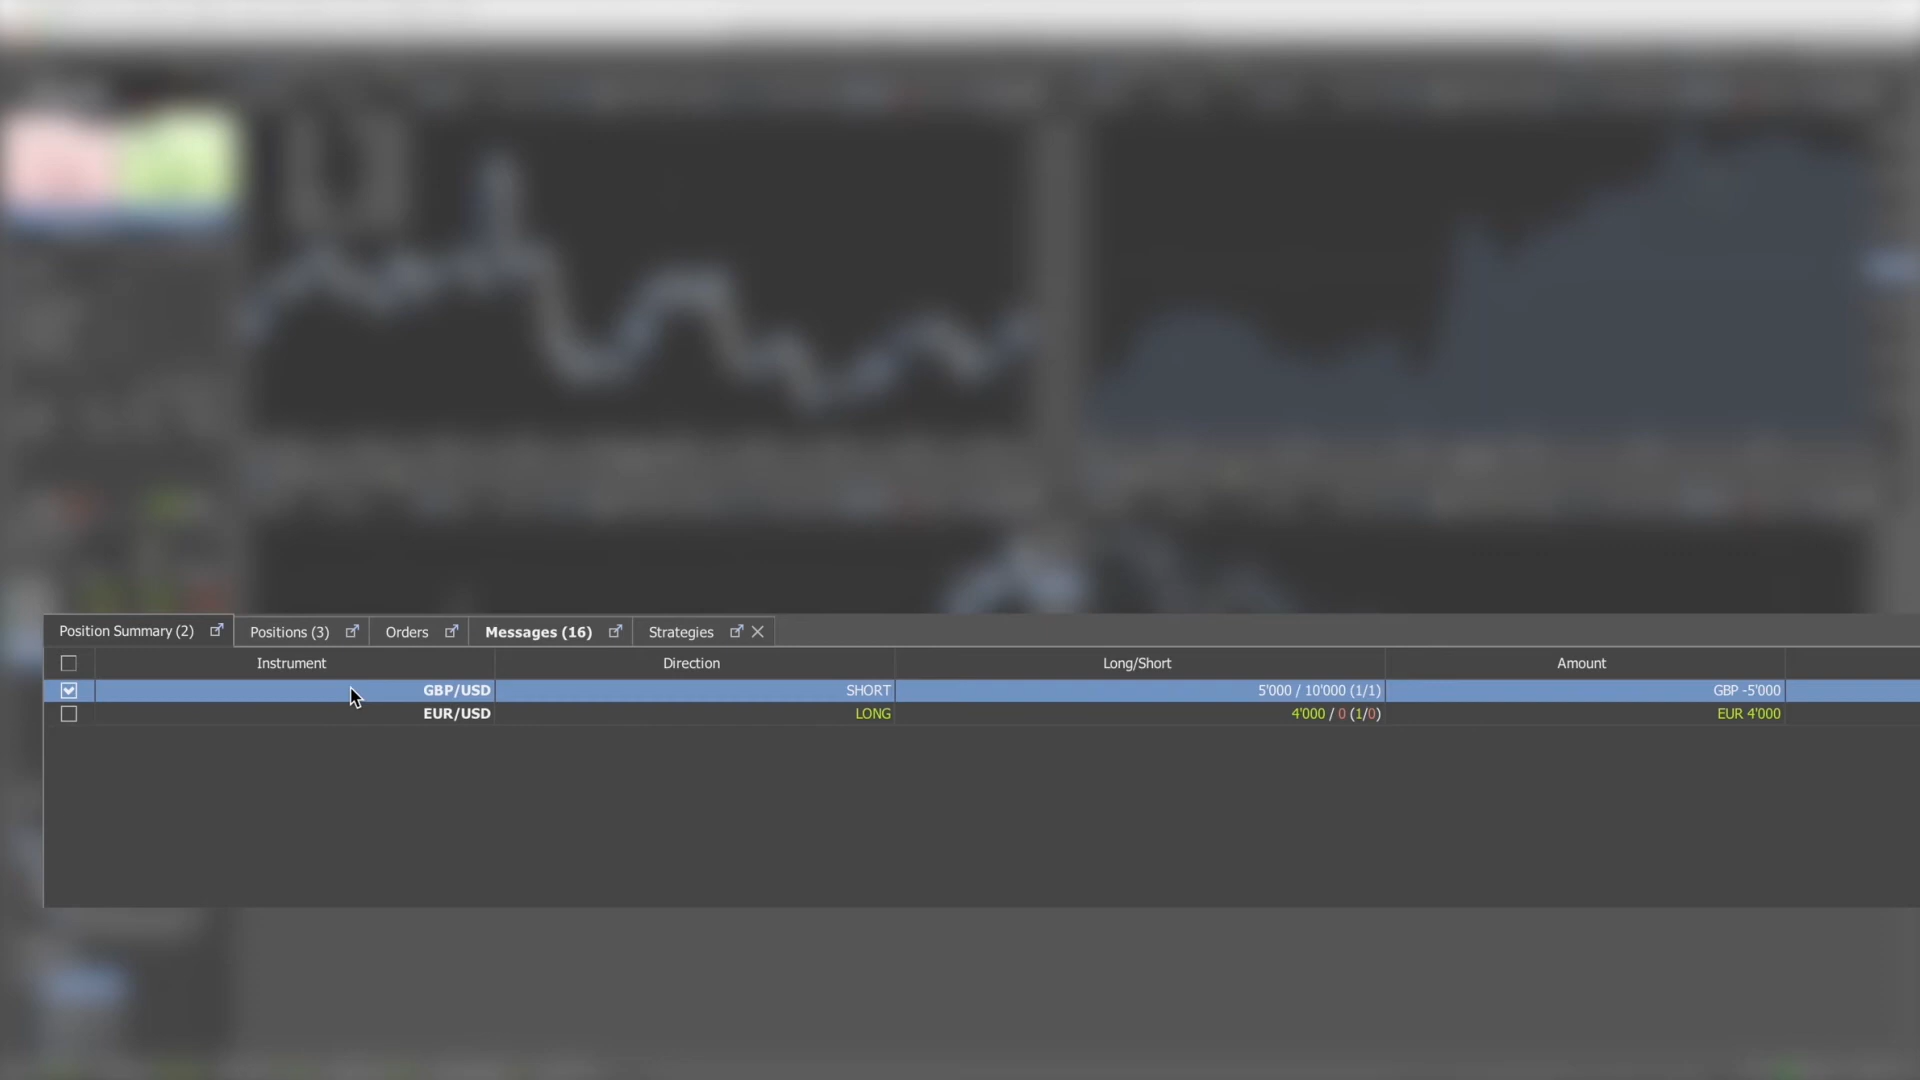 Position Summary (2) Positions (3) Orders Messages (16) Strategies
Instrument Direction Long/Short Amount
GBP/USD SHORT 5'000 / 10'000 (1/1) GBP -5'000
EUR/USD LONG 4'000 / 0 (1/0) EUR 4'000